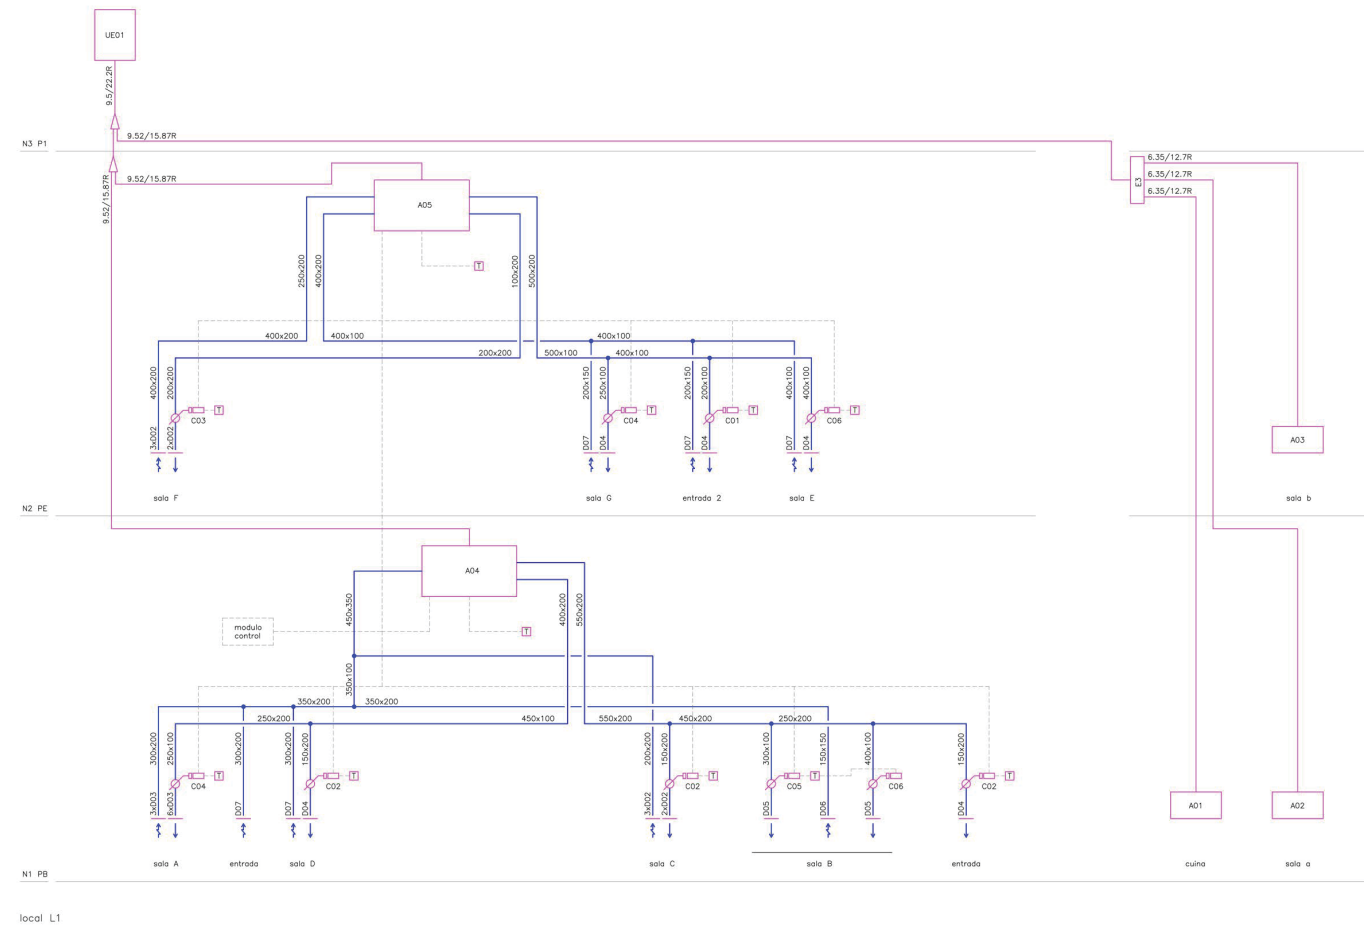 UE01
9.5/22.2R
9.52/15.87R
N3 P1
6.35/12.7R
9.52/15.87R
6.35/12.7R
E3
6.35/12.7R
9.52/15.87R
A05
T
250x200
400x200
100x200
500x200
400x200
400x100
400x100
200x200
500x100
400x100
400x200
200x200
200x150
250x100
200x150
200x100
400x100
400x100
T
T
T
T
C03
C04
C01
C06
3xD02
2xD02
D07
D04
D07
D04
D07
D04
A03
sala F
sala G
entrada 2
sala E
sala b
N2 PE
A04
450x350
400x200
550x200
modulo
control
T
350x100
350x200
350x200
250x200
450x100
550x200
450x200
250x200
300x200
250x100
300x200
300x200
150x200
200x200
150x200
300x100
150x150
400x100
150x200
T
T
T
T
T
C04
C02
C02
C05
C06
C02
3xD03
6xD03
D07
D07
D04
3xD02
2xD02
D05
D06
D05
D04
A01
A02
sala A
entrada
sala D
sala C
sala B
entrada
cuina
sala a
N1 PB
local L1